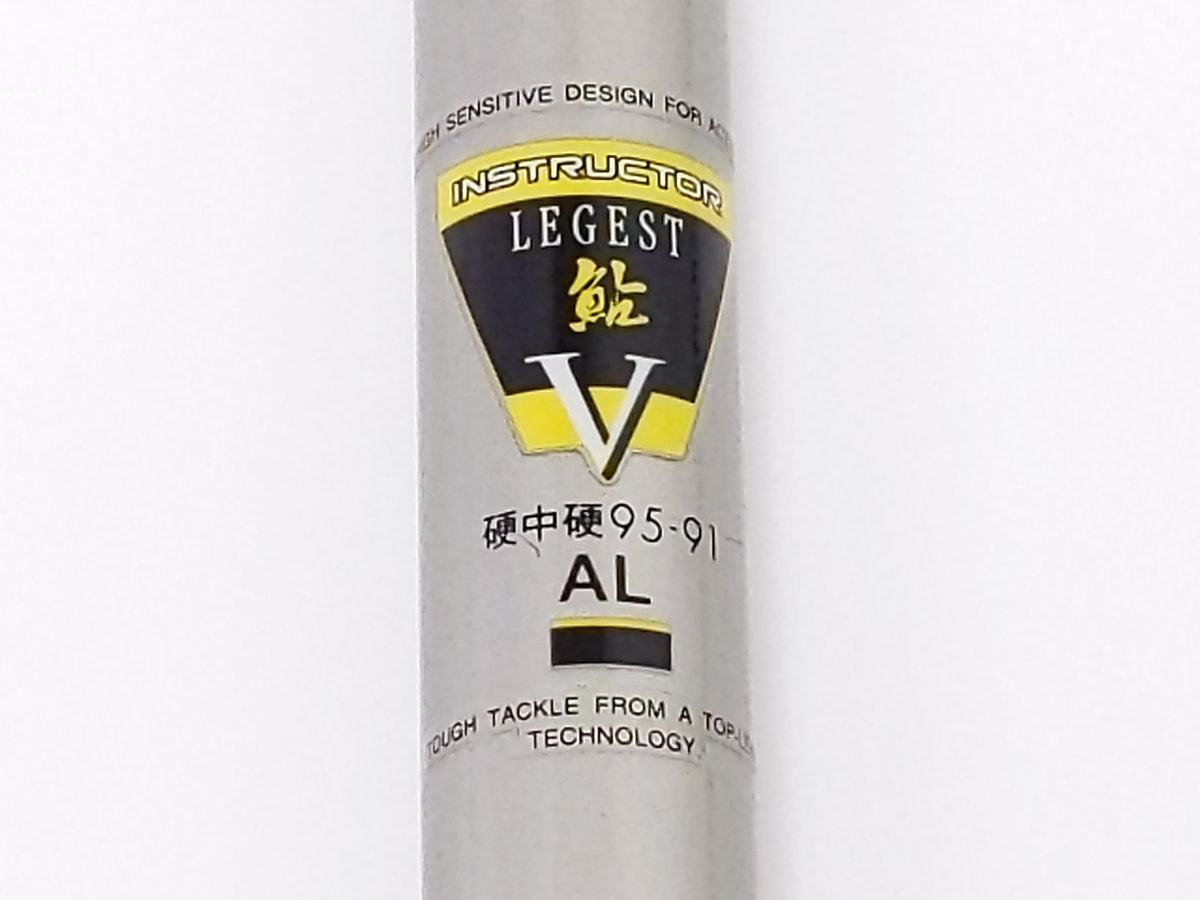 SENSITIVE DESIGN FOR
INSTRUCTOR
LEGEST
鮎
V
硬中硬95-91
AL
TOUGH TACKLE FROM A
TECHNOLOGY